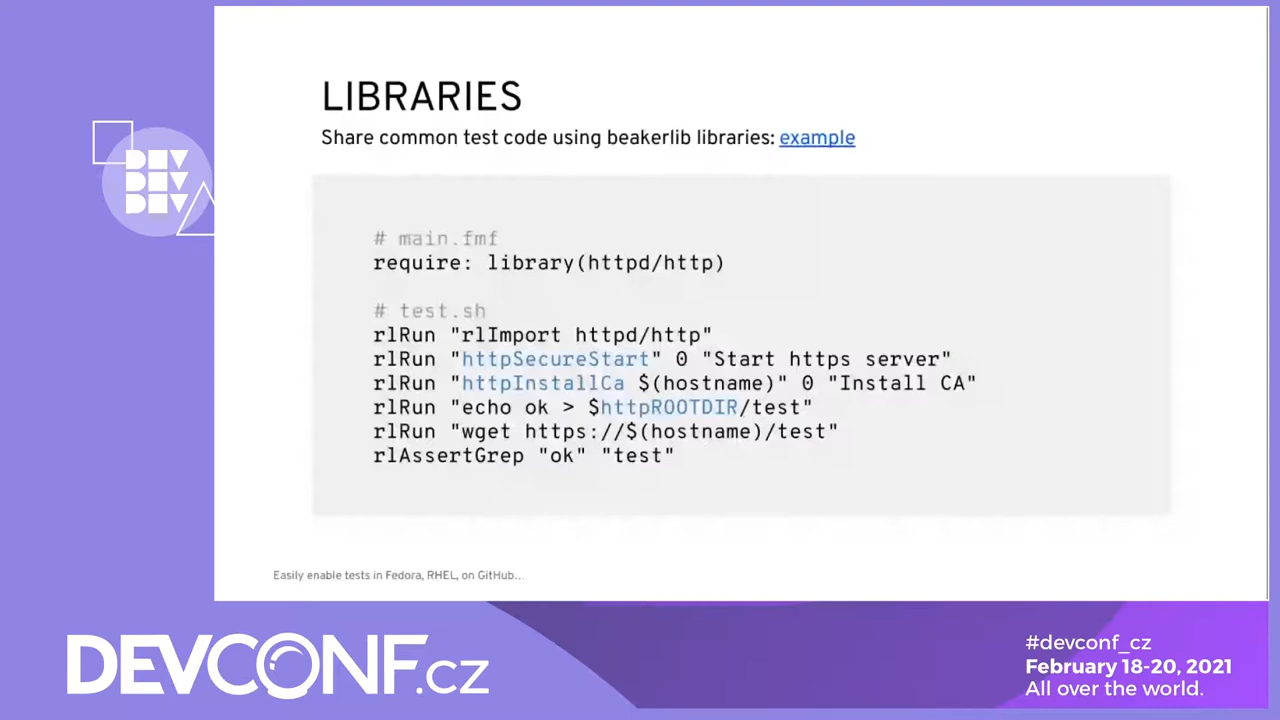 LIBRARIES
Share common test code using beakerlib libraries: example
# main.fmf
require: library(httpd/http)
# test.sh
rlRun "rlImport httpd/http"
rlRun "httpSecureStart" 0 "Start https server"
rlRun "httpInstallCa $(hostname)" 0 "Install CA"
rlRun "echo ok > $httpROOTDIR/test"
rlRun "wget https://$(hostname)/test"
rlAssertGrep "ok" "test"
Easily enable tests in Fedora, RHEL, on GitHub...
DEV
DEV
DEV
DEVCONF.cz
#devconf_cz
February 18-20, 2021
All over the world.